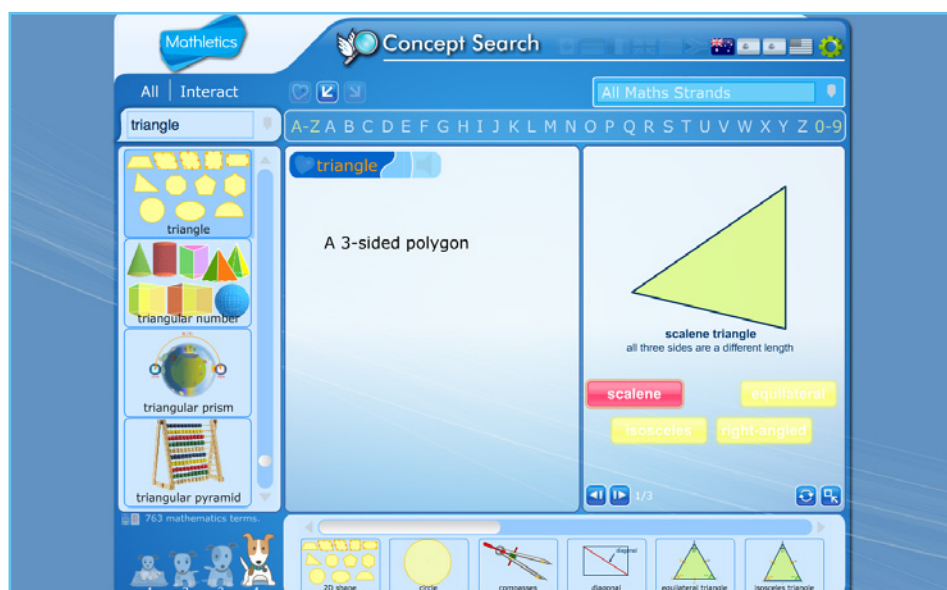 Mathletics
Concept Search
All | Interact
All Maths Strands
triangle
A-Z A B C D E F G H I J K L M N O P Q R S T U V W X Y Z 0-9
triangle
triangle
A 3-sided polygon
triangular number
triangular prism
triangular pyramid
763 mathematics terms.
scalene triangle
all three sides are a different length
scalene
equilateral
isosceles
right-angled
1/3
diagonal
2D shape
circle
compasses
diagonal
equilateral triangle
isosceles triangle